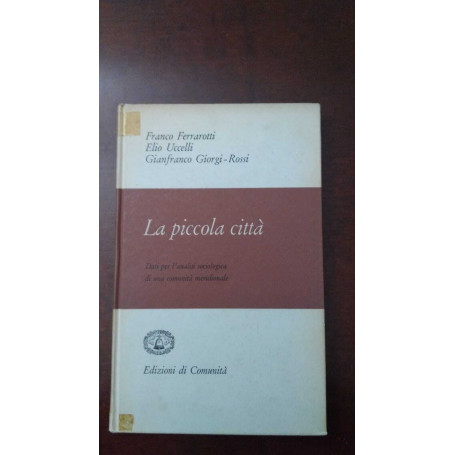 Franco Ferrarotti
Elio Uccelli
Gianfranco Giorgi-Rossi
La piccola città
Dati per l'analisi sociologica
di una comunità meridionale
Edizioni di Comunità